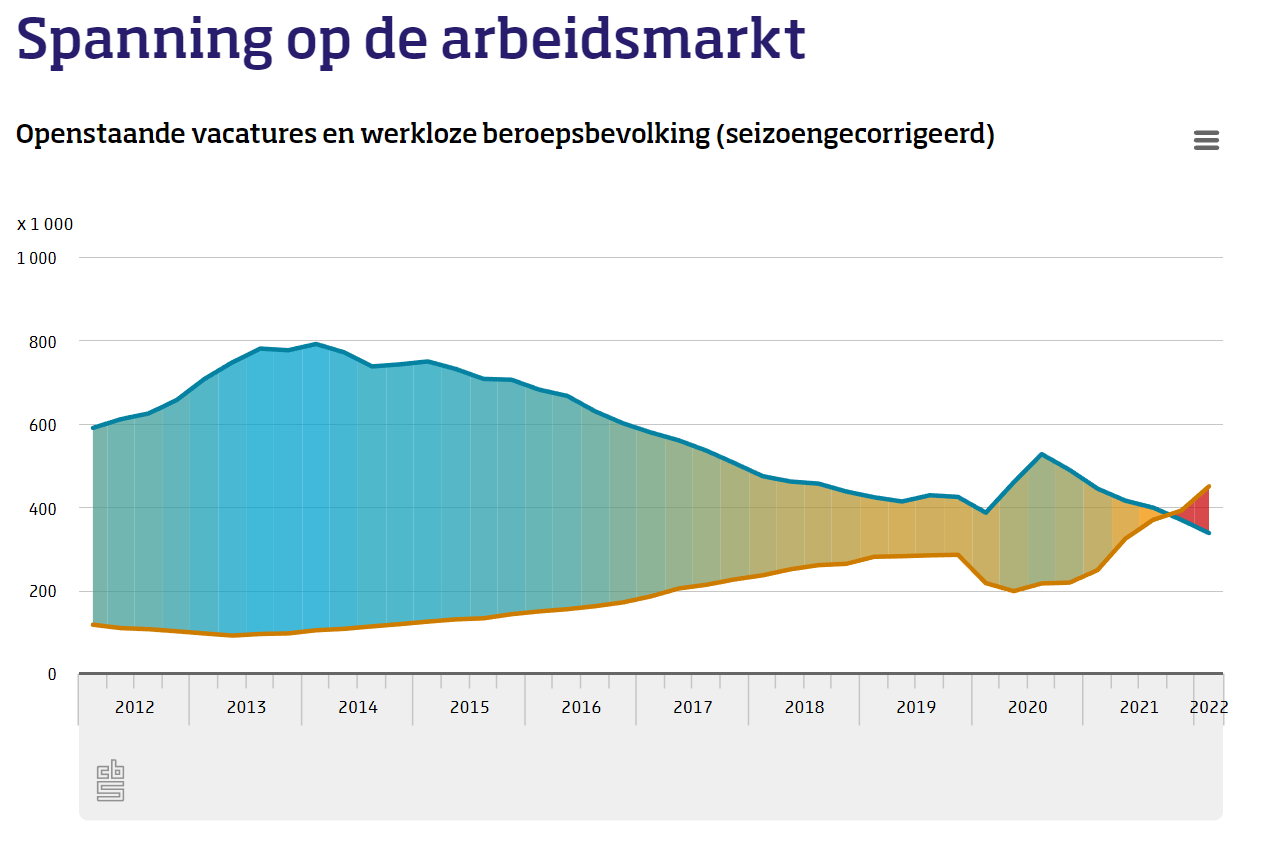 Spanning op de arbeidsmarkt
Openstaande vacatures en werkloze beroepsbevolking (seizoengecorrigeerd)
x 1 000
1 000
800
600
400
200
0
2012 2013 2014 2015 2016 2017 2018 2019 2020 2021 2022
cbs